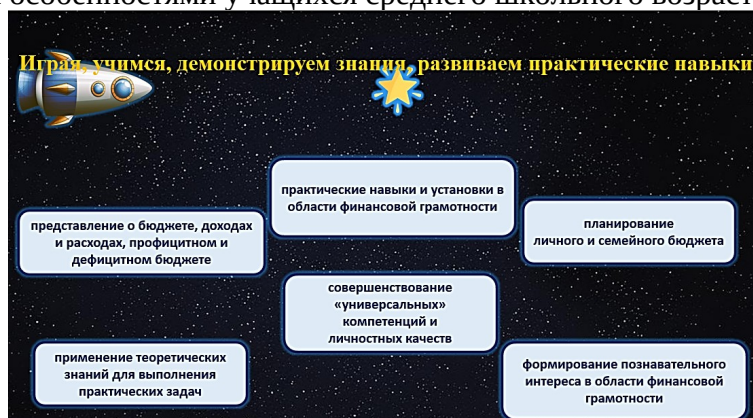 особенностями учащихся среднего школьного возраст
Играя, учимся, демонстрируем знания, развиваем практические навыки
практические навыки и установки в
области финансовой грамотности
представление о бюджете, доходах
и расходах, профицитном и
дефицитном бюджете
планирование
личного и семейного бюджета
совершенствование
«универсальных»
компетенций и
личностных качеств
применение теоретических
знаний для выполнения
практических задач
формирование познавательного
интереса в области финансовой
грамотности